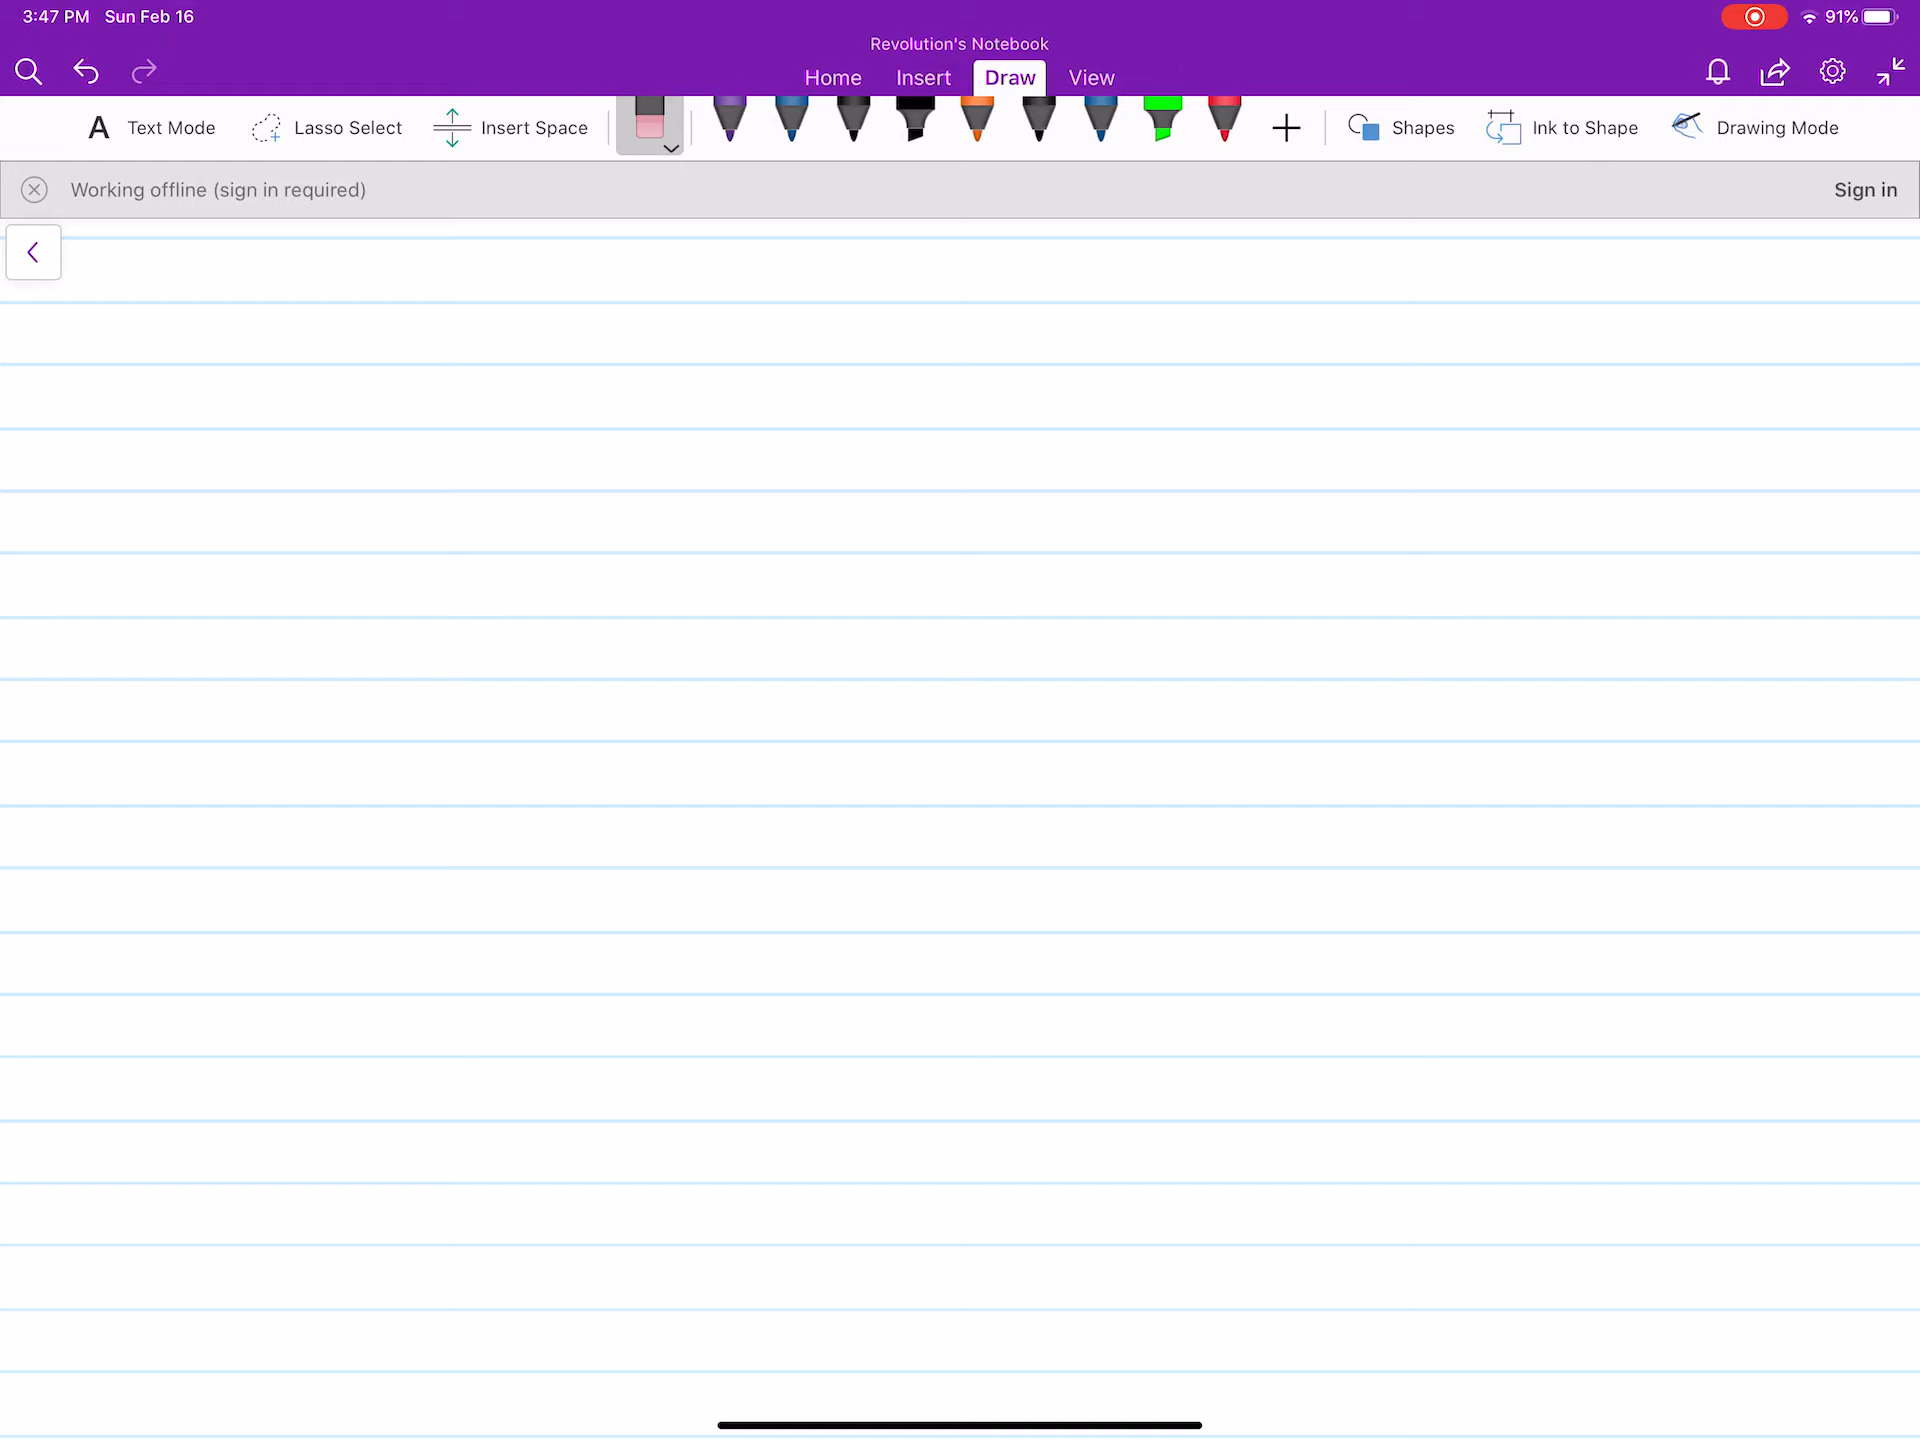 3:47 PM Sun Feb 16
91%
Revolution's Notebook
Home Insert Draw View
A Text Mode Lasso Select Insert Space Shapes Ink to Shape Drawing Mode
Working offline (sign in required) Sign in